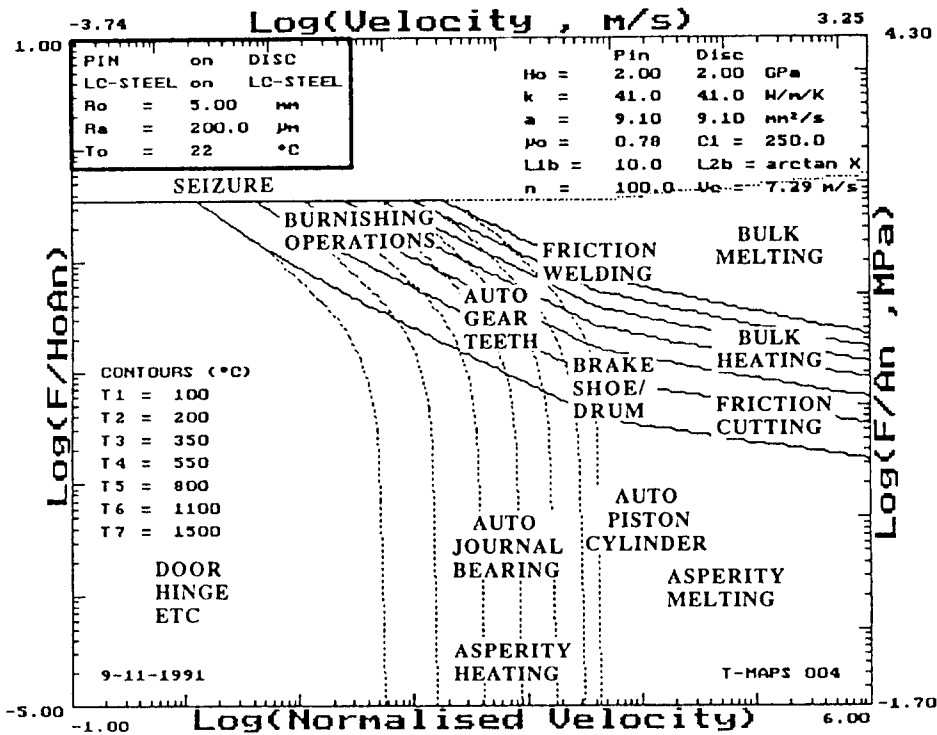 -3.74 Log(Velocity , m/s) 3.25
1.00
4.30
PIN on DISC
LC-STEEL on LC-STEEL
Ro = 5.00 mm
Ra = 200.0 µm
To = 22 °C
Pin Disc
Ho = 2.00 2.00 GPa
k = 41.0 41.0 W/m/K
a = 9.10 9.10 mm²/s
µo = 0.78 C1 = 250.0
L1b = 10.0 L2b = arctan X
n = 100.0 Uc = 7.29 m/s
SEIZURE
BURNISHING
OPERATIONS
FRICTION
WELDING
BULK
MELTING
AUTO
GEAR
TEETH
BULK
HEATING
BRAKE
SHOE/
DRUM
FRICTION
CUTTING
Log(F/HoAn)
Log(F/An ,MPa)
CONTOURS (°C)
T1 = 100
T2 = 200
T3 = 350
T4 = 550
T5 = 800
T6 = 1100
T7 = 1500
AUTO
JOURNAL
BEARING
AUTO
PISTON
CYLINDER
DOOR
HINGE
ETC
ASPERITY
MELTING
ASPERITY
HEATING
9-11-1991
T-MAPS 004
-5.00
-1.70
-1.00 Log(Normalised Velocity) 6.00